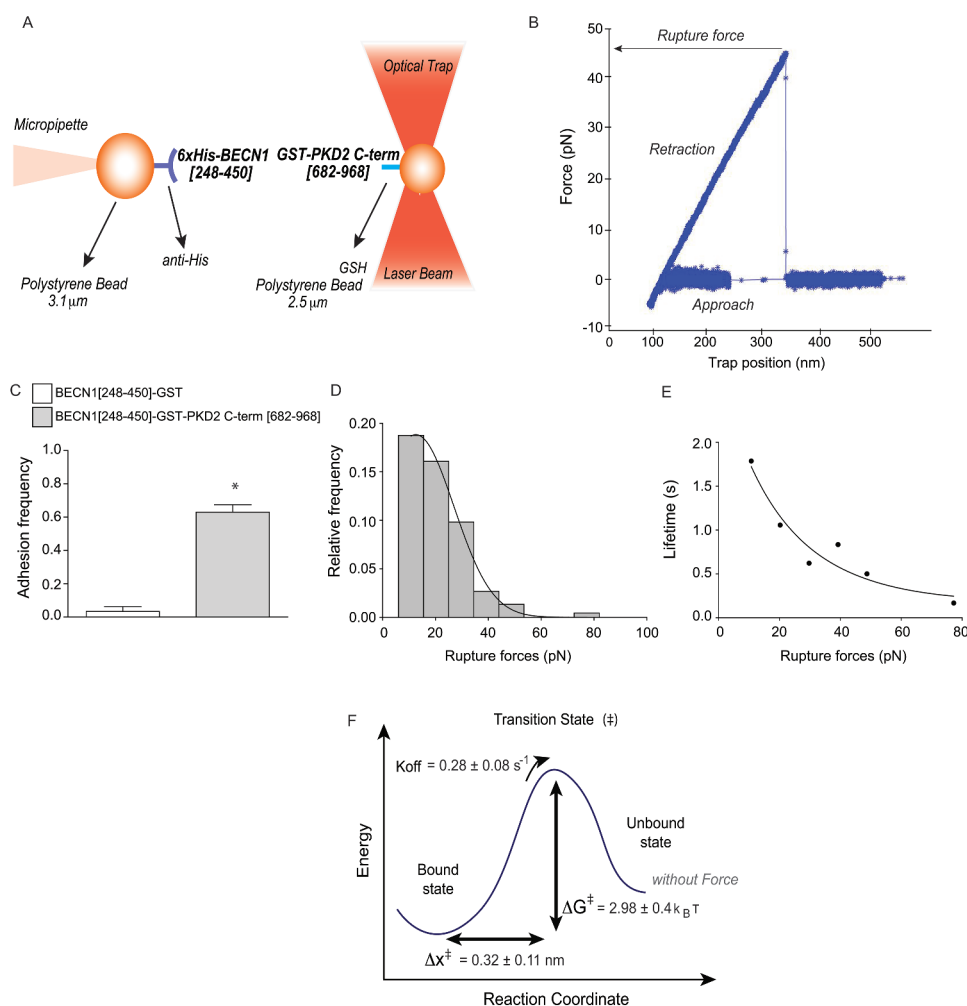 A
Optical Trap
Micropipette
6xHis-BECN1
[248-450]
GST-PKD2 C-term
[682-968]
anti-His
Polystyrene Bead
3.1 μm
GSH
Polystyrene Bead
2.5 μm
Laser Beam
B
Rupture force
Retraction
Approach
Force (pN)
50
40
30
20
10
0
-10
0
100
200
300
400
500
Trap position (nm)
C
BECN1[248-450]-GST
BECN1[248-450]-GST-PKD2 C-term [682-968]
Adhesion frequency
1.0
0.8
0.6
0.4
0.2
0.0
*
D
Relative frequency
0.20
0.15
0.10
0.05
0.00
0
20
40
60
80
100
Rupture forces (pN)
E
Lifetime (s)
2.0
1.5
1.0
0.5
0.0
0
20
40
60
80
Rupture forces (pN)
F
Transition State (‡)
Koff = 0.28 ± 0.08 s⁻¹
Unbound
state
Bound
state
without Force
ΔG‡ = 2.98 ± 0.4 k_B T
Δx‡ = 0.32 ± 0.11 nm
Energy
Reaction Coordinate